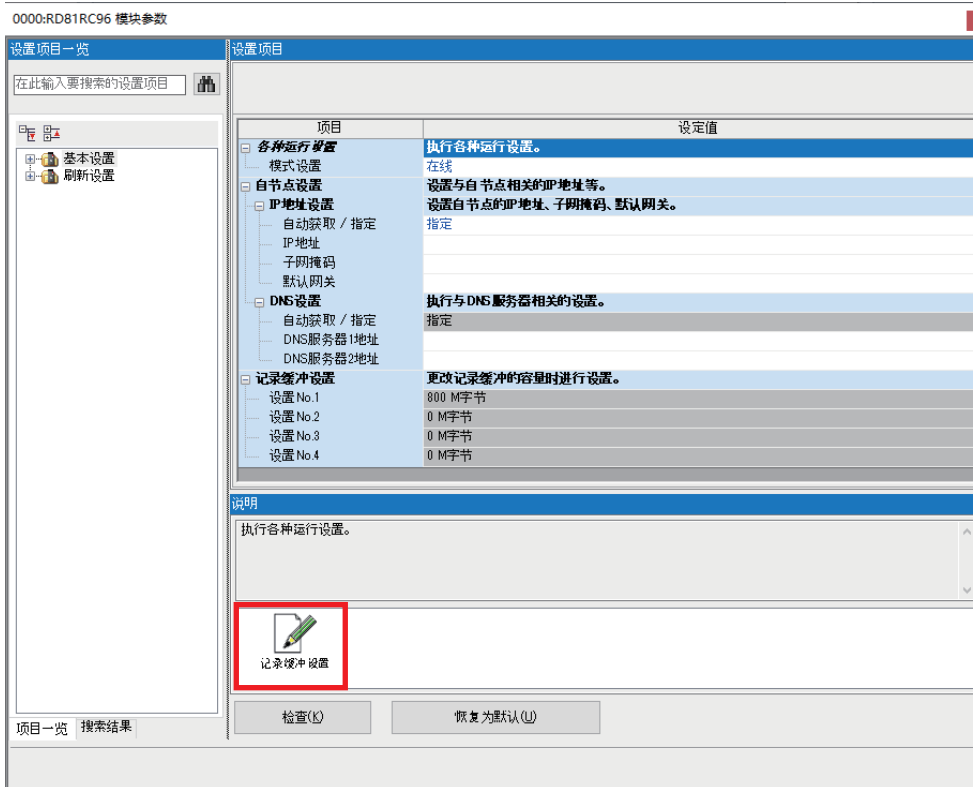 0000:RD81RC96 模块参数
设置项目一览
在此输入要搜索的设置项目
基本设置
刷新设置
项目一览 搜索结果
设置项目
项目 设定值
各种运行设置 执行各种运行设置。
模式设置 在线
自节点设置 设置与自节点相关的IP地址等。
IP地址设置 设置自节点的IP地址、子网掩码、默认网关。
自动获取 / 指定 指定
IP地址
子网掩码
默认网关
DNS设置 执行与DNS服务器相关的设置。
自动获取 / 指定 指定
DNS服务器1地址
DNS服务器2地址
记录缓冲设置 更改记录缓冲的容量时进行设置。
设置No.1 800 M字节
设置No.2 0 M字节
设置No.3 0 M字节
设置No.4 0 M字节
说明
执行各种运行设置。
记录缓冲设置
检查(K) 恢复为默认(U)